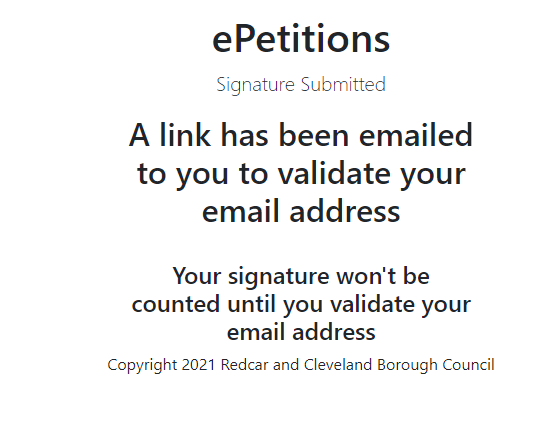 ePetitions
Signature Submitted
A link has been emailed
to you to validate your
email address
Your signature won't be
counted until you validate your
email address
Copyright 2021 Redcar and Cleveland Borough Council